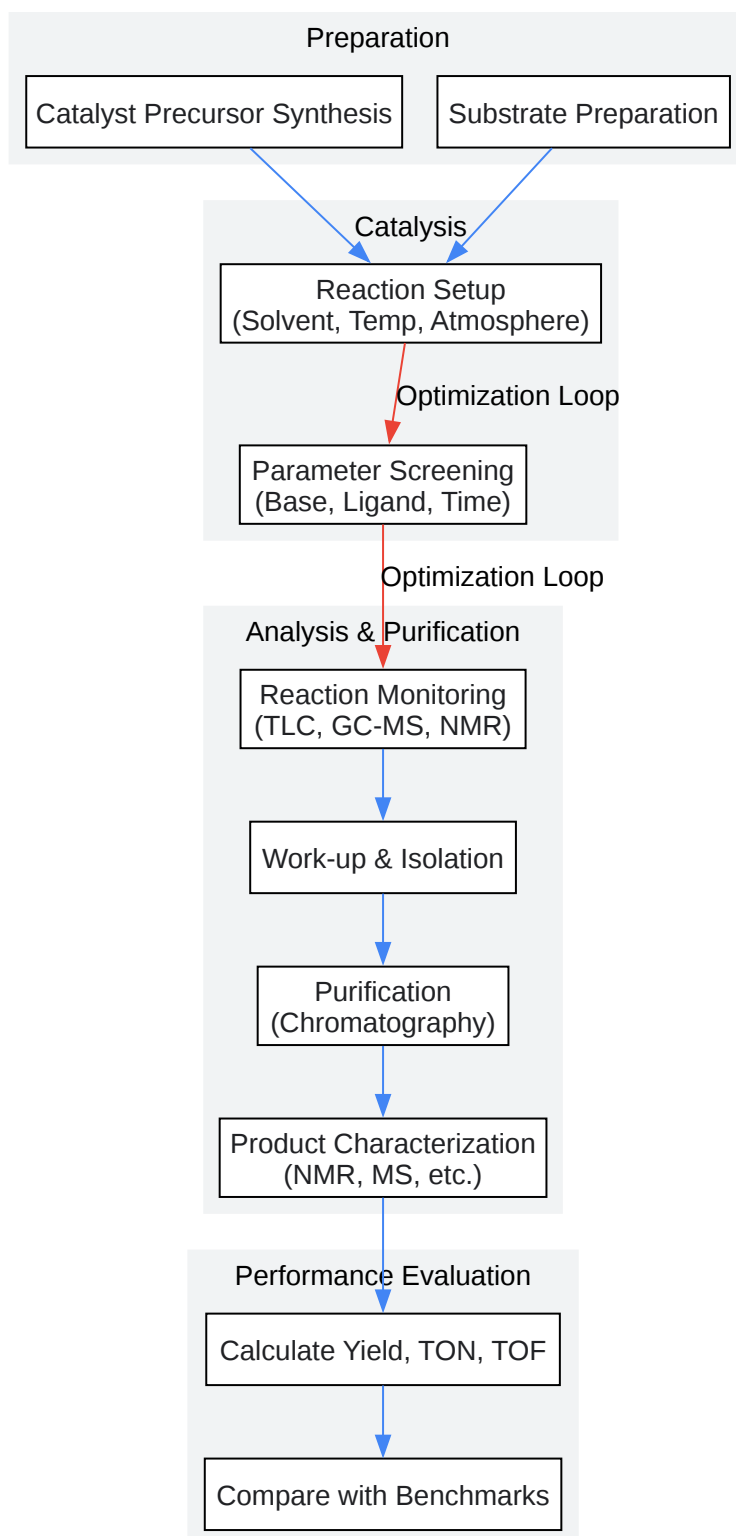 Preparation
Catalyst Precursor Synthesis
Substrate Preparation
Catalysis
Reaction Setup
(Solvent, Temp, Atmosphere)
Optimization Loop
Parameter Screening
(Base, Ligand, Time)
Optimization Loop
Analysis & Purification
Reaction Monitoring
(TLC, GC-MS, NMR)
Work-up & Isolation
Purification
(Chromatography)
Product Characterization
(NMR, MS, etc.)
Performance Evaluation
Calculate Yield, TON, TOF
Compare with Benchmarks